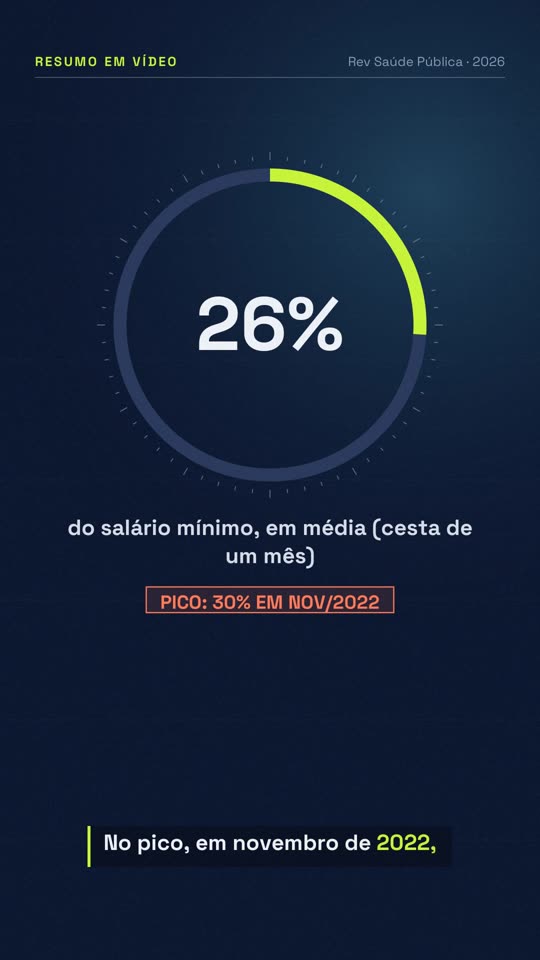 RESUMO EM VÍDEO
Rev Saúde Pública · 2026
26%
do salário mínimo, em média (cesta de
um mês)
PICO: 30% EM NOV/2022
No pico, em novembro de 2022,